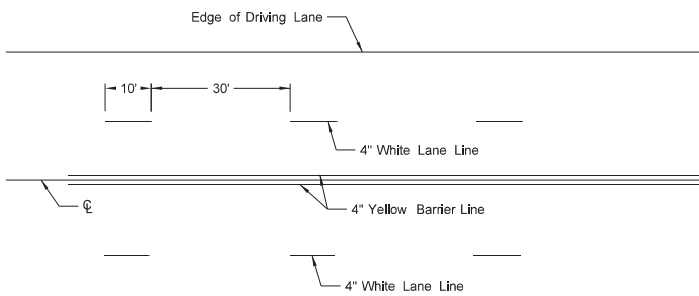 Edge of Driving Lane
10'
30'
4" White Lane Line
℄
4" Yellow Barrier Line
4" White Lane Line